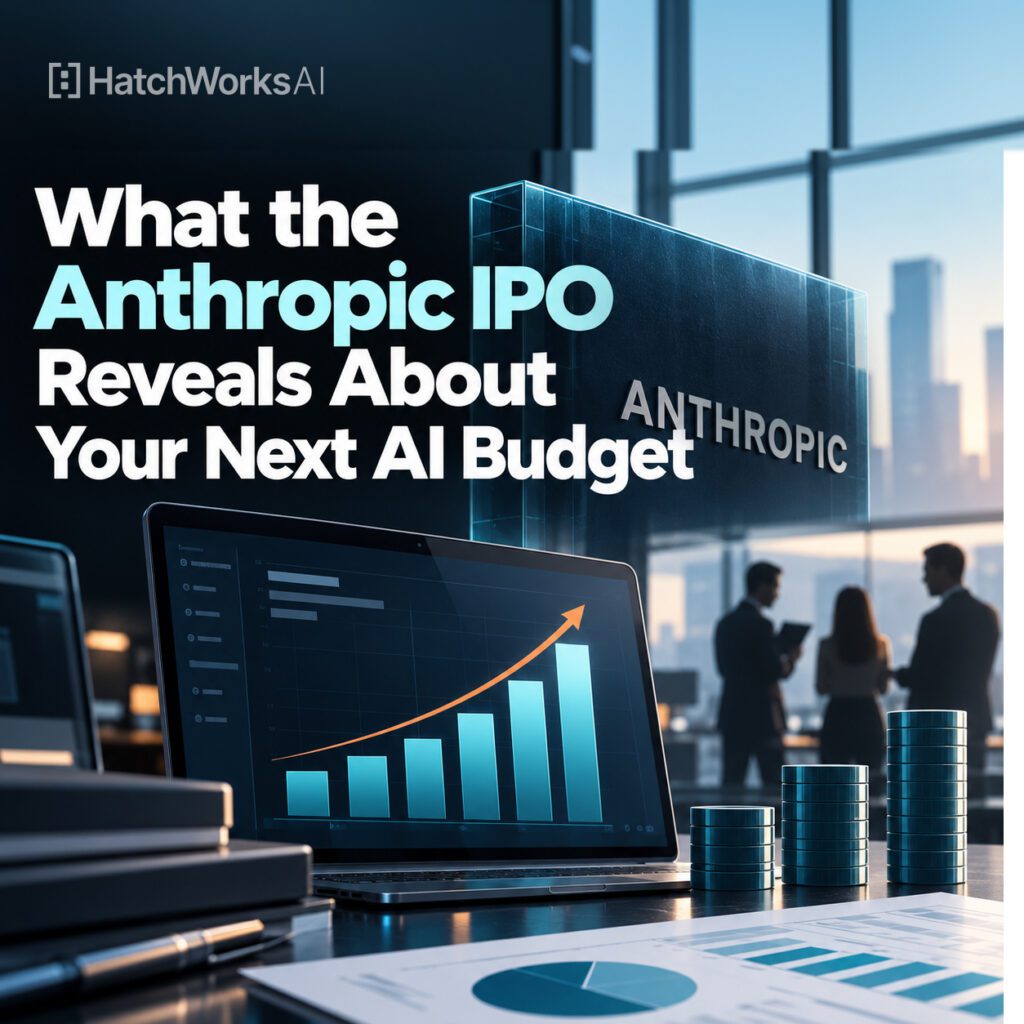 HatchWorksAI
What the
Anthropic IPO
Reveals About
Your Next AI Budget
ANTHROPIC